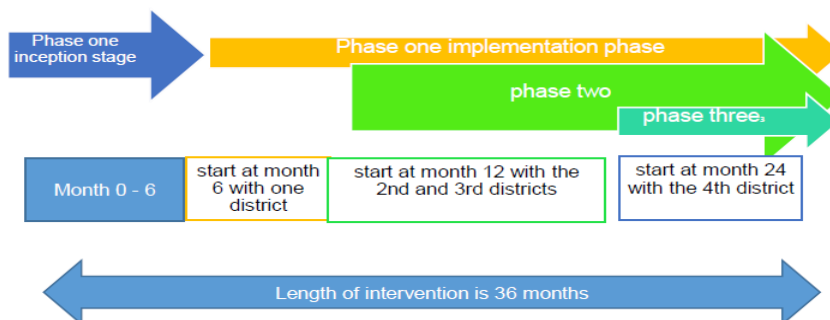 Phase one
inception stage
Phase one implementation phase
phase two
phase three.
Month 0 - 6
start at month
6 with one
district
start at month 12 with the
2nd and 3rd districts
start at month 24
with the 4th district
Length of intervention is 36 months